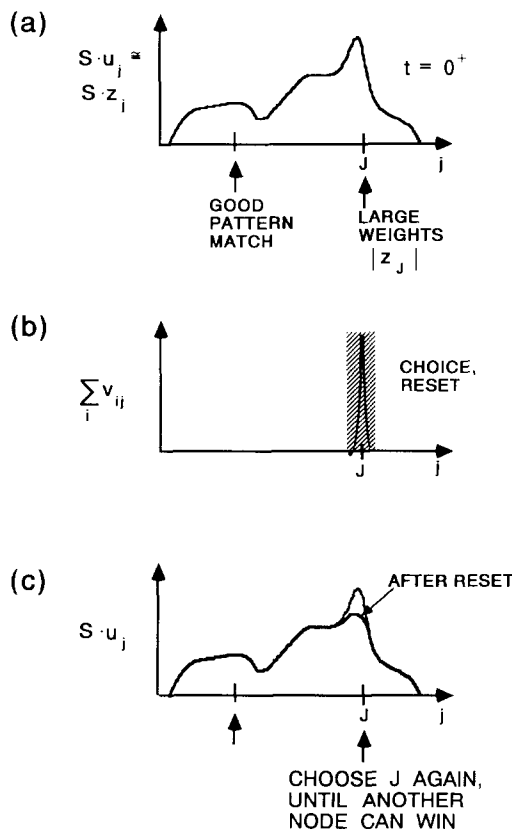 (a)
S·u_j ≅
S·z_j
t = 0⁺
J
j
GOOD
PATTERN
MATCH
LARGE
WEIGHTS
|z_J|
(b)
∑_i v_ij
CHOICE,
RESET
J
j
(c)
S·u_j
AFTER RESET
J
j
CHOOSE J AGAIN,
UNTIL ANOTHER
NODE CAN WIN